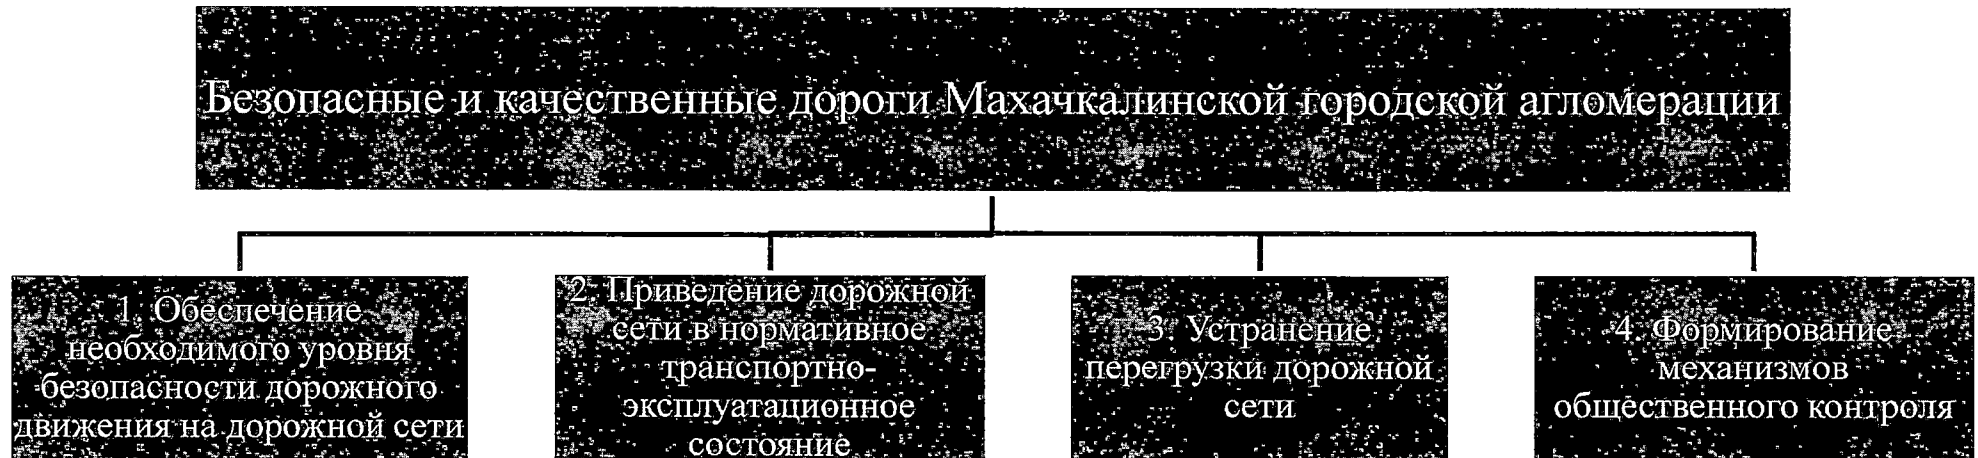 Безопасные и качественные дороги Махачкалинской городской агломерации
1. Обеспечение
необходимого уровня
безопасности дорожного
движения на дорожной сети
2. Приведение дорожной
сети в нормативное
транспортно-
эксплуатационное
состояние
3. Устранение
перегрузки дорожной
сети
4. Формирование
механизмов
общественного контроля